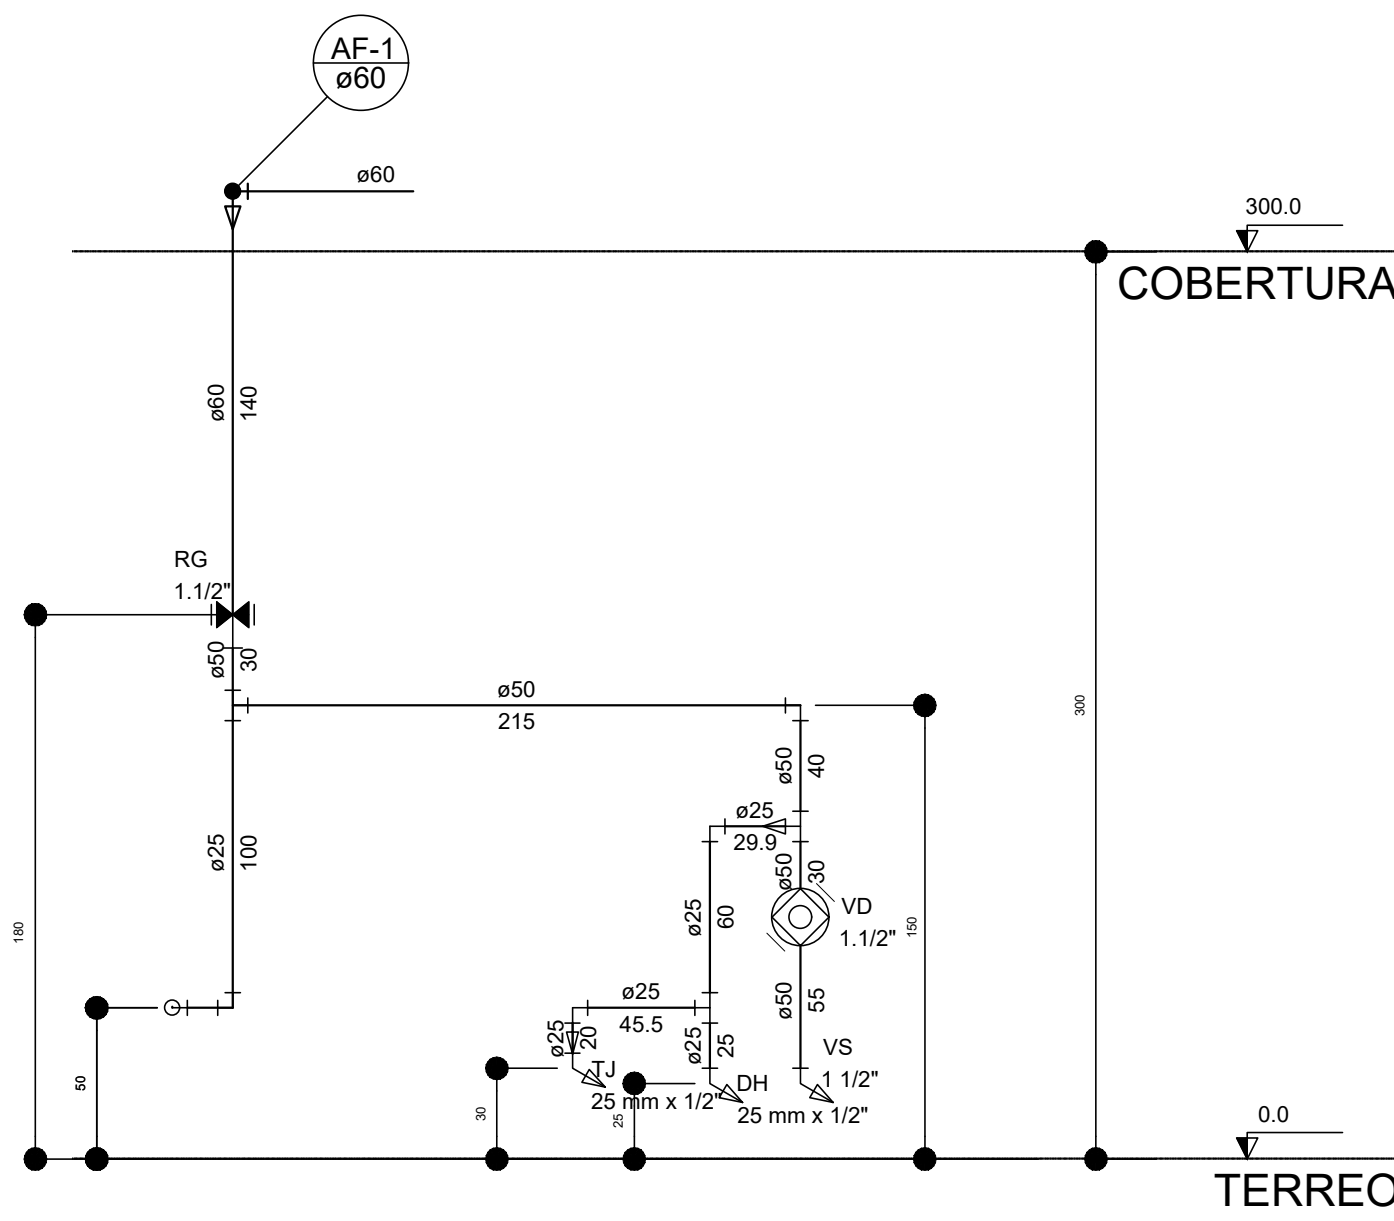 AF-1
ø60
ø60
300.0
COBERTURA
ø60
140
RG
1.1/2"
ø50
30
ø50
215
300
ø50
40
ø25
29.9
ø25
100
ø50
30
VD
1.1/2"
180
150
ø25
60
ø25
45.5
ø50
55
ø25
20
ø25
25
VS
1 1/2"
TJ
25 mm x 1/2"
DH
25 mm x 1/2"
50
30
25
0.0
TERREO